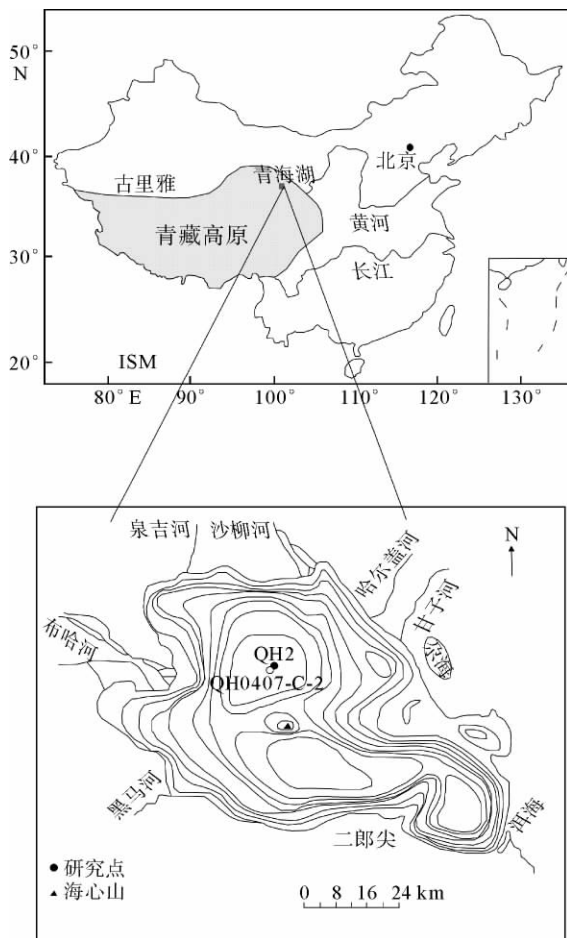 50°
N
40°
30°
20°
北京
青海湖
古里雅
青藏高原
黄河
长江
ISM
80° E
90°
100°
110°
120°
130°
泉吉河
沙柳河
哈尔盖河
N
甘子河
布哈河
尕海
QH2
QH0407-C-2
黑马河
二郎尖
洱海
● 研究点
▲ 海心山
0 8 16 24 km